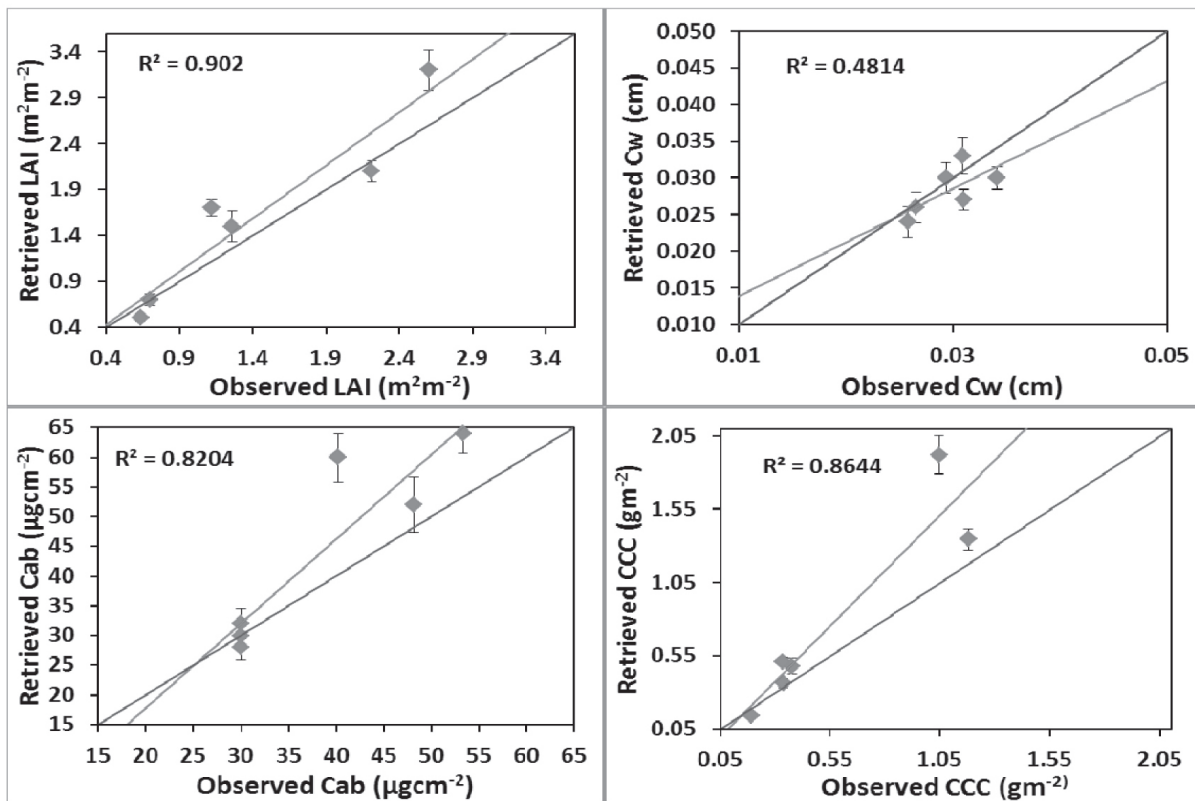 R² = 0.902
Retrieved LAI (m²m⁻²)
3.4
2.9
2.4
1.9
1.4
0.9
0.4
0.4 0.9 1.4 1.9 2.4 2.9 3.4
Observed LAI (m²m⁻²)
R² = 0.4814
Retrieved Cw (cm)
0.050
0.045
0.040
0.035
0.030
0.025
0.020
0.015
0.010
0.01 0.03 0.05
Observed Cw (cm)
R² = 0.8204
Retrieved Cab (µgcm⁻²)
65
60
55
50
45
40
35
30
25
20
15
15 20 25 30 35 40 45 50 55 60 65
Observed Cab (µgcm⁻²)
R² = 0.8644
Retrieved CCC (gm⁻²)
2.05
1.55
1.05
0.55
0.05
0.05 0.55 1.05 1.55 2.05
Observed CCC (gm⁻²⁾